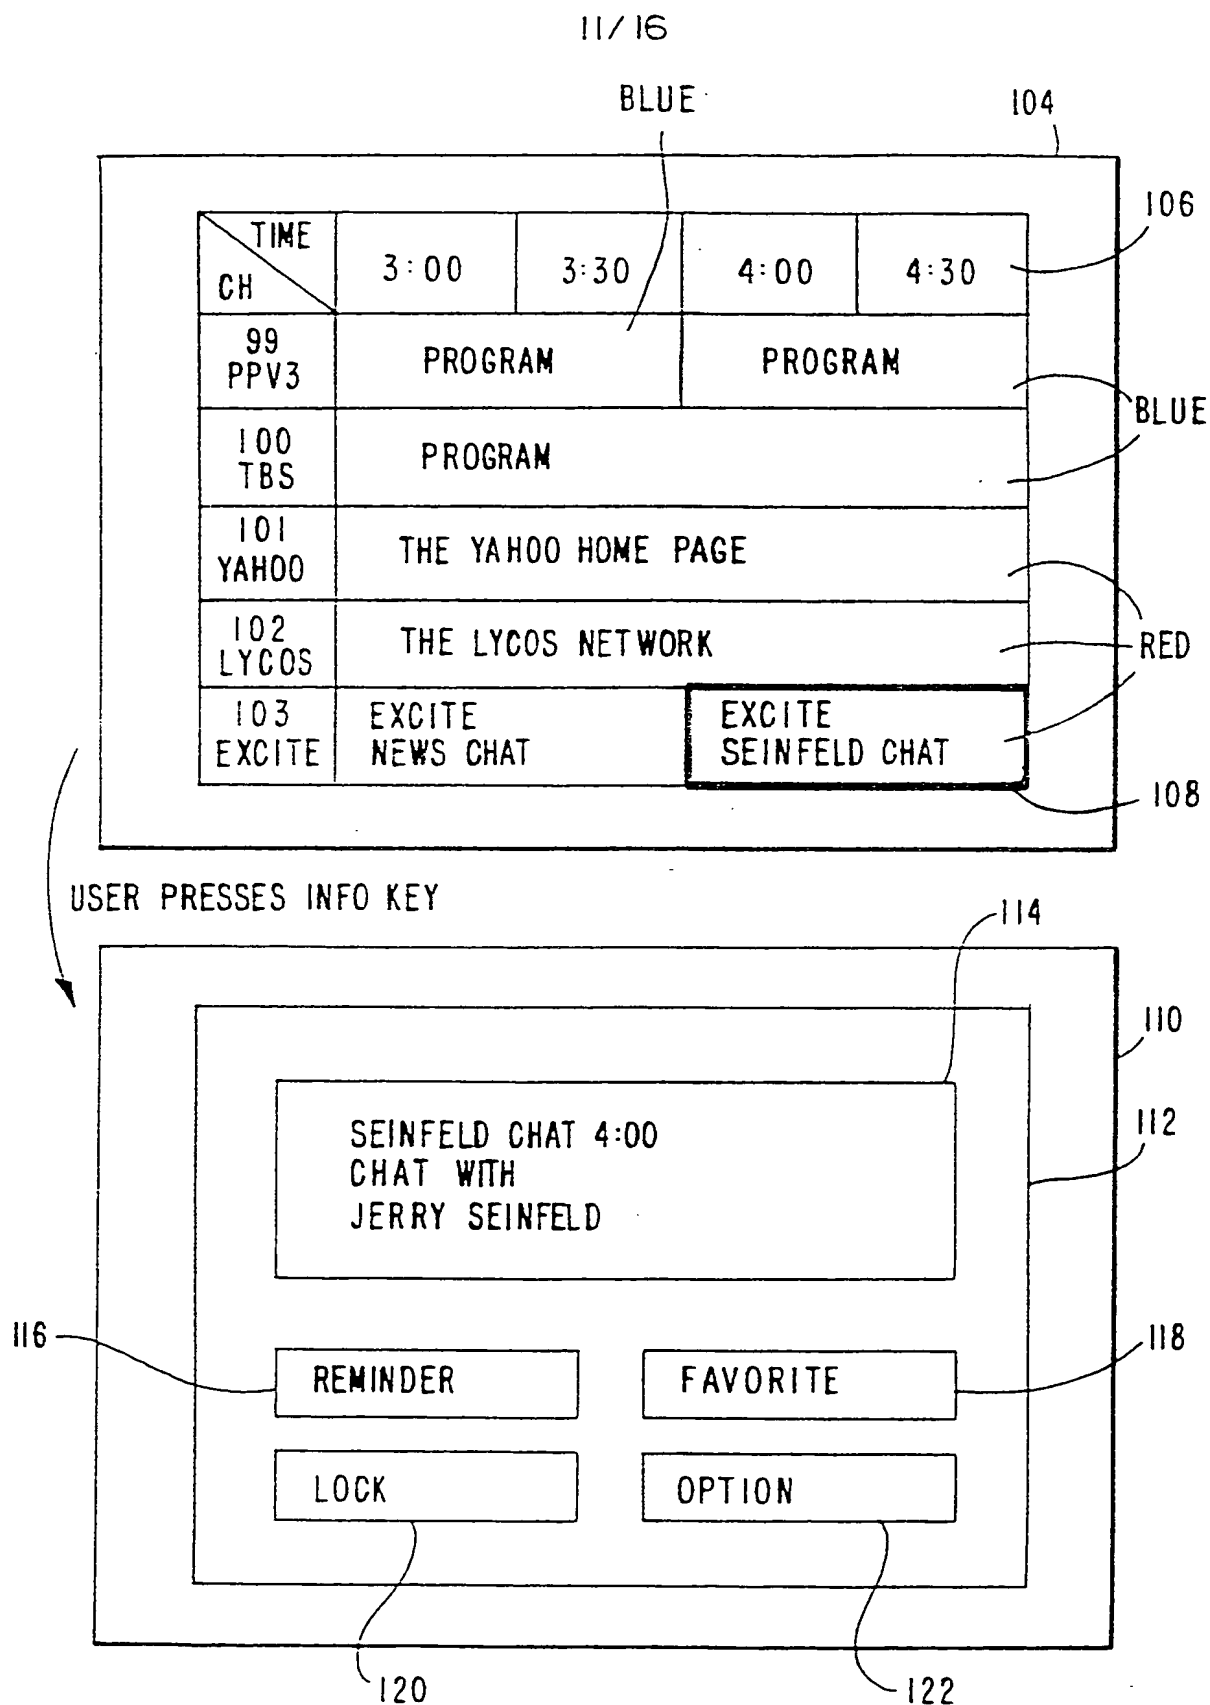 11/16
BLUE
104
106
TIME
CH
3:00 3:30 4:00 4:30
99
PPV3
PROGRAM PROGRAM
BLUE
100
TBS
PROGRAM
101
YAHOO
THE YAHOO HOME PAGE
102
LYCOS
THE LYCOS NETWORK
RED
103
EXCITE
EXCITE
NEWS CHAT
EXCITE
SEINFELD CHAT
108
USER PRESSES INFO KEY
114
110
112
SEINFELD CHAT 4:00
CHAT WITH
JERRY SEINFELD
116
118
REMINDER FAVORITE
LOCK OPTION
120
122